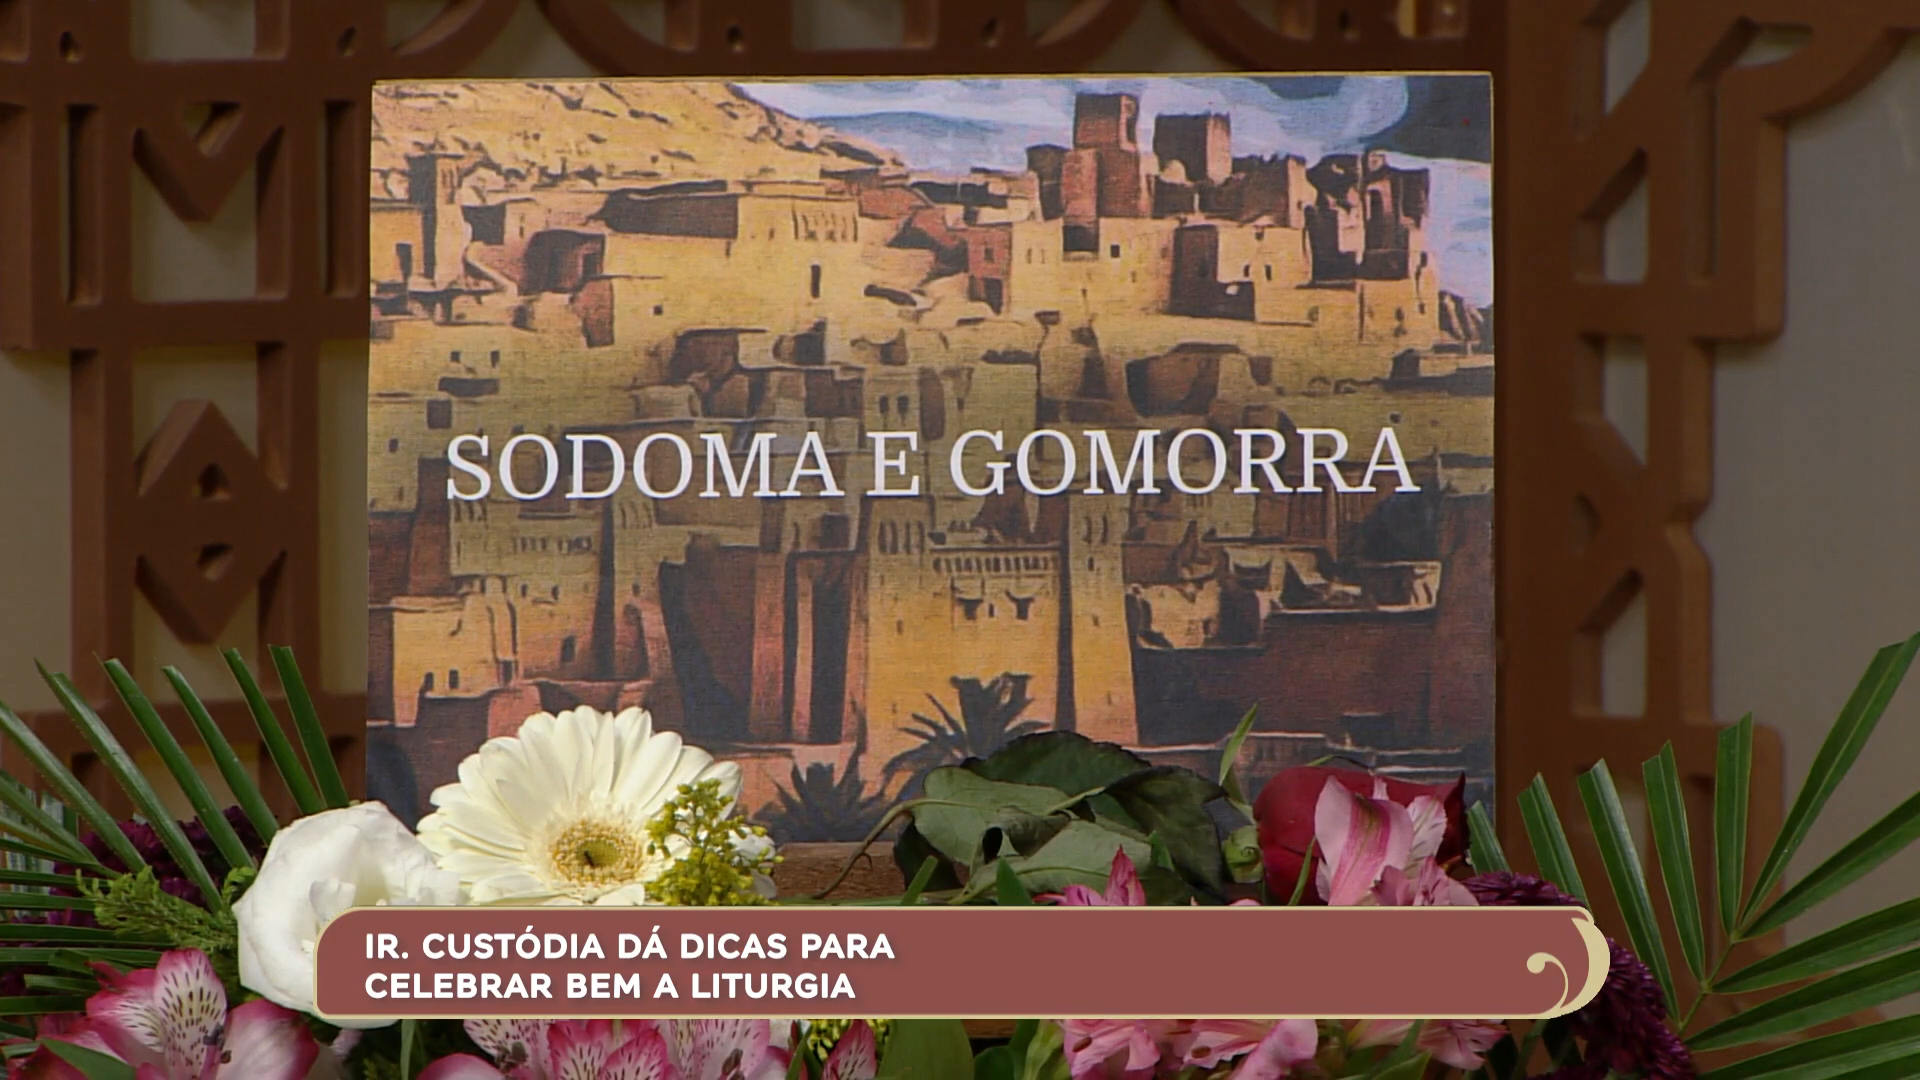 SODOMA E GOMORRA
IR. CUSTÓDIA DÁ DICAS PARA
CELEBRAR BEM A LITURGIA